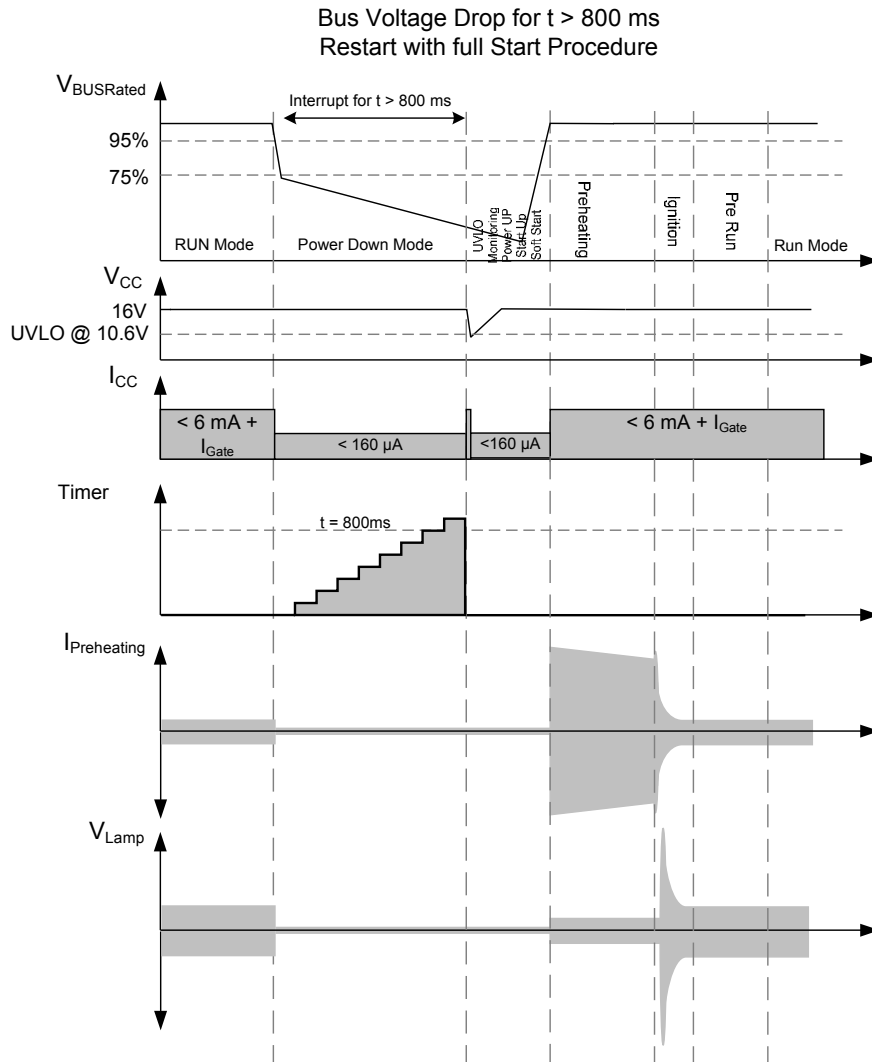 Bus Voltage Drop for t > 800 ms
Restart with full Start Procedure
VBUSRated
Interrupt for t > 800 ms
95%
75%
RUN Mode
Power Down Mode
UVLO
Monitoring
Power UP
Start Up
Soft Start
Preheating
Ignition
Pre Run
Run Mode
VCC
16V
UVLO @ 10.6V
ICC
< 6 mA +
IGate
< 160 µA
<160 µA
< 6 mA + IGate
Timer
t = 800ms
IPreheating
VLamp